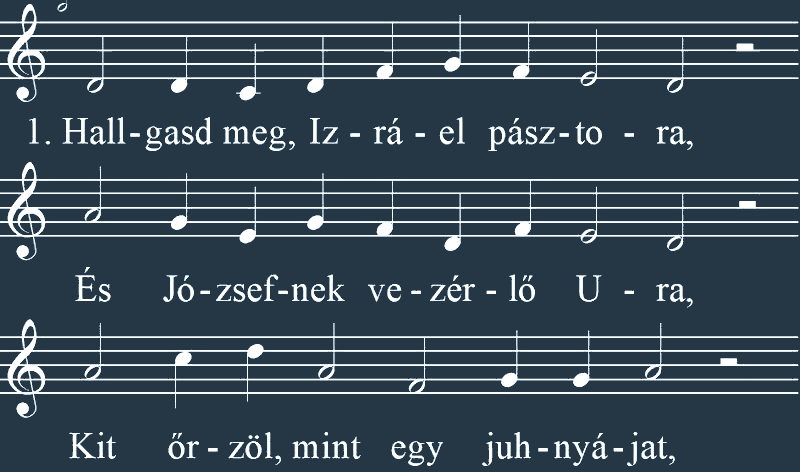 1. Hall-gasd meg, Iz - rá - el pász-to - ra,
És Jó-zsef-nek ve - zér - lő U - ra,
Kit őr - zöl, mint egy juh-nyá-jat,